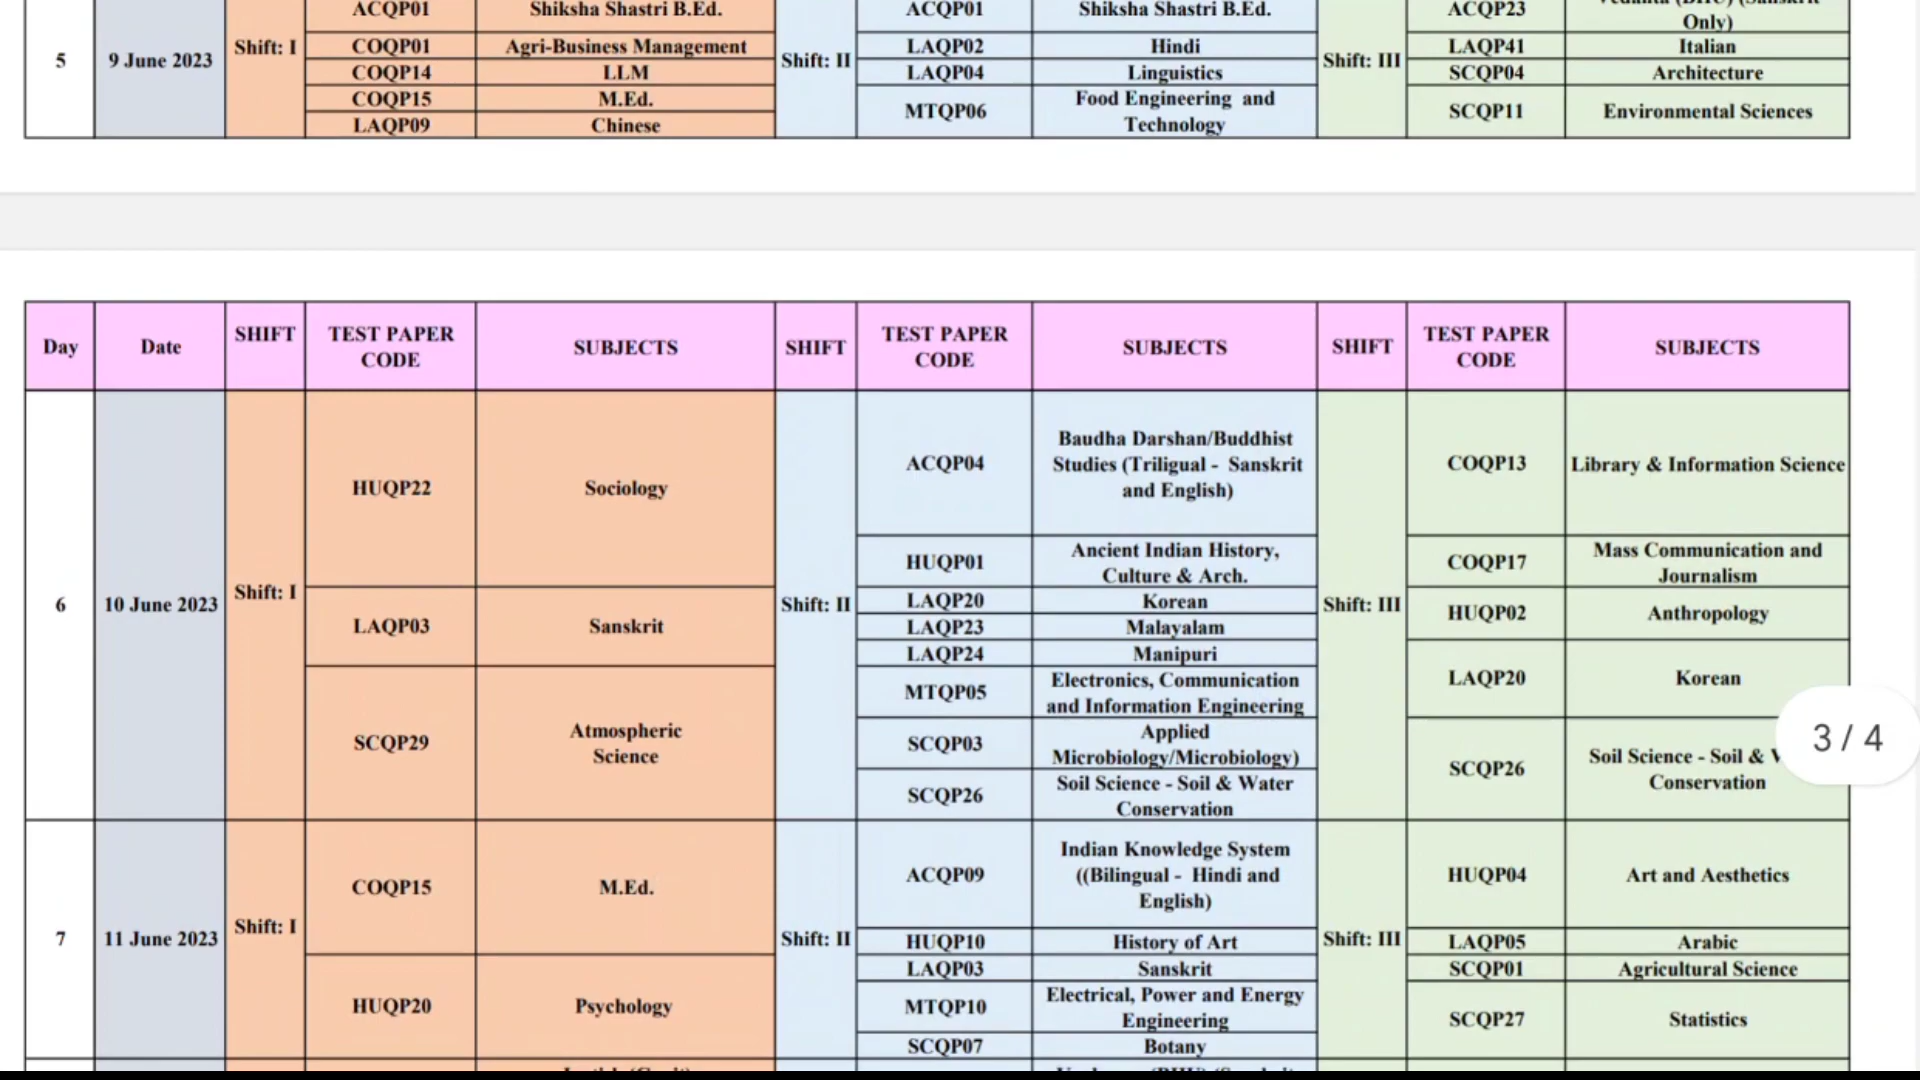 5 9 June 2023 Shift: I ACQP01 Shiksha Shastri B.Ed. Shift: II ACQP01 Shiksha Shastri B.Ed. Shift: III ACQP23 Only)
COQP01 Agri-Business Management LAQP02 Hindi LAQP41 Italian
COQP14 LLM LAQP04 Linguistics SCQP04 Architecture
COQP15 M.Ed. MTQP06 Food Engineering and SCQP11 Environmental Sciences
LAQP09 Chinese Technology
Day Date SHIFT TEST PAPER SUBJECTS SHIFT TEST PAPER SUBJECTS SHIFT TEST PAPER SUBJECTS
CODE CODE CODE
6 10 June 2023
Shift: I
HUQP22 Sociology
LAQP03 Sanskrit
SCQP29 Atmospheric
Science
Shift: II
ACQP04 Baudha Darshan/Buddhist
Studies (Triligual - Sanskrit
and English)
HUQP01 Ancient Indian History,
Culture & Arch.
LAQP20 Korean
LAQP23 Malayalam
LAQP24 Manipuri
MTQP05 Electronics, Communication
and Information Engineering
SCQP03 Applied
Microbiology/Microbiology)
SCQP26 Soil Science - Soil & Water
Conservation
Shift: III
COQP13 Library & Information Science
COQP17 Mass Communication and
Journalism
HUQP02 Anthropology
LAQP20 Korean
SCQP26 Soil Science - Soil &
Conservation
3 / 4
7 11 June 2023
Shift: I
COQP15 M.Ed.
HUQP20 Psychology
Shift: II
ACQP09 Indian Knowledge System
((Bilingual - Hindi and
English)
HUQP10 History of Art
LAQP03 Sanskrit
MTQP10 Electrical, Power and Energy
Engineering
SCQP07 Botany
Shift: III
HUQP04 Art and Aesthetics
LAQP05 Arabic
SCQP01 Agricultural Science
SCQP27 Statistics